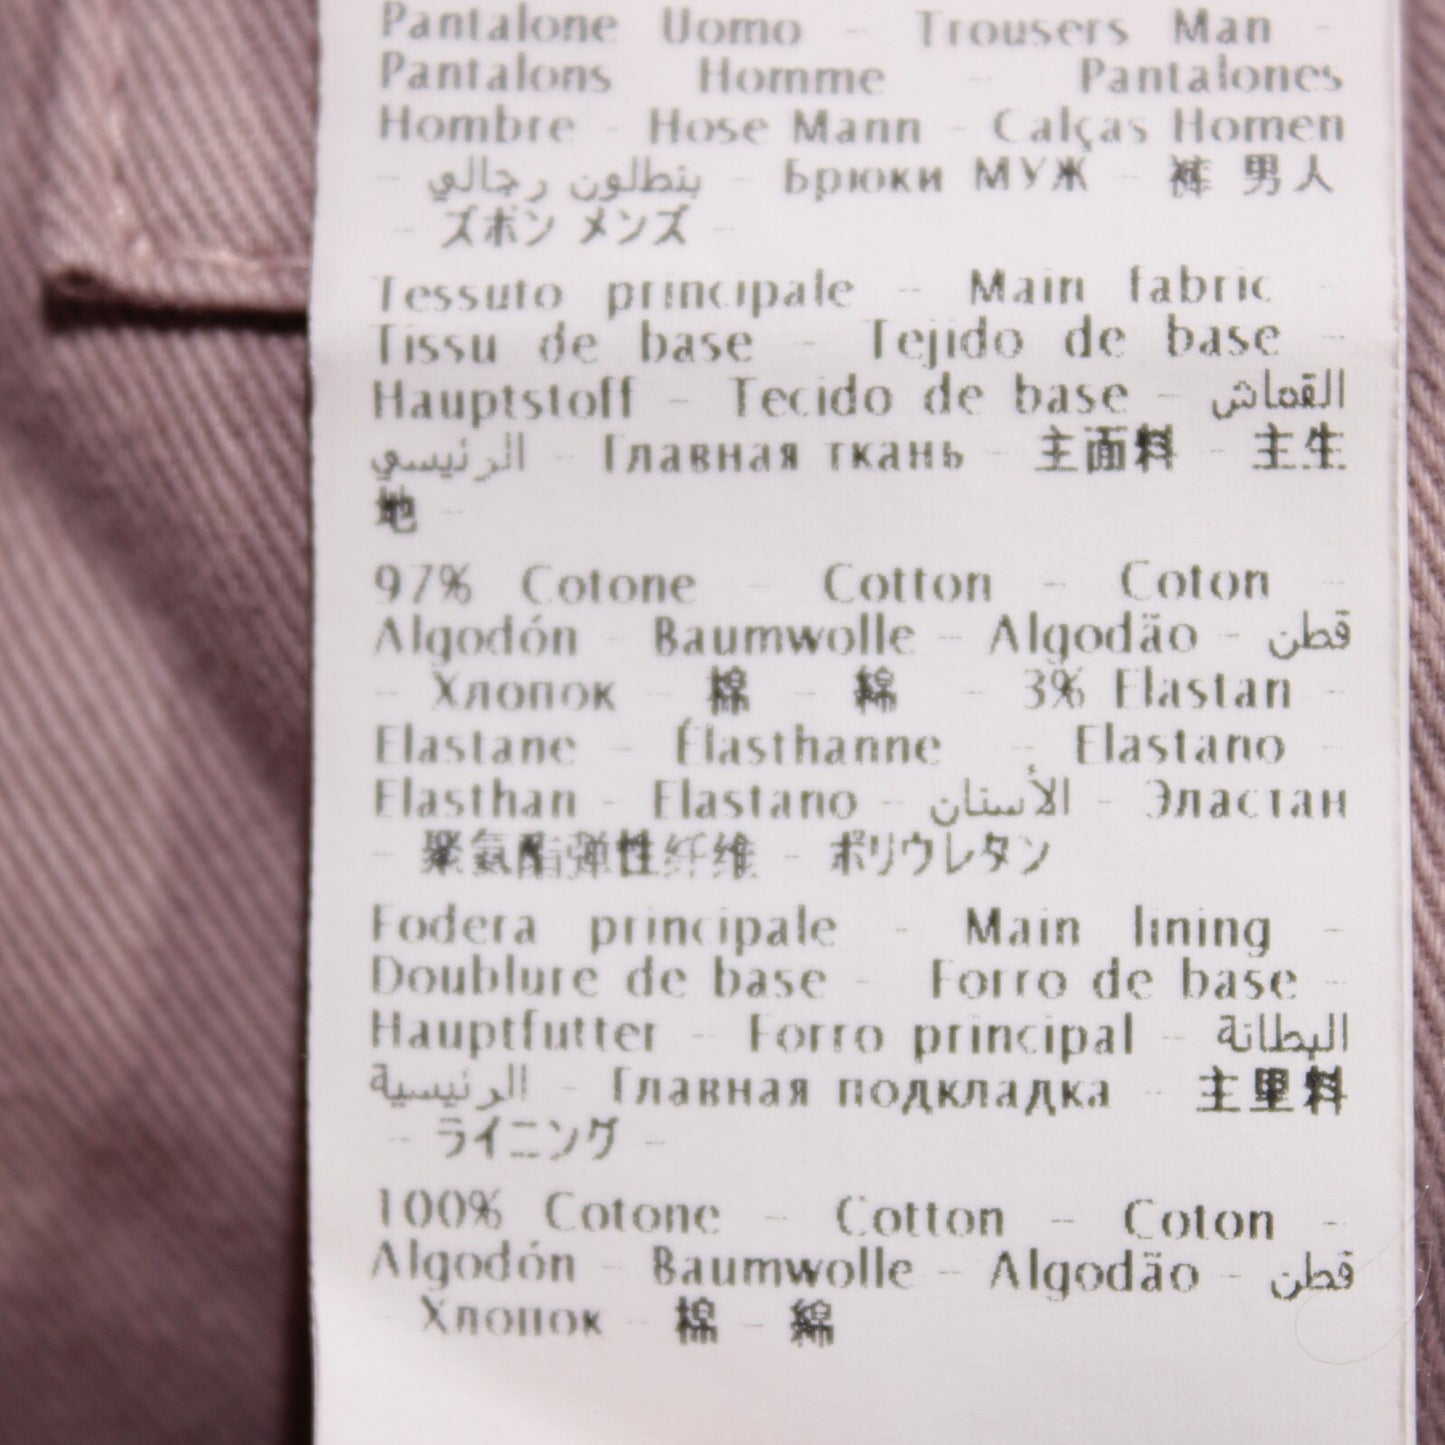 Pantalone Uomo - Trousers Man -
Pantalons Homme - Pantalones
Hombre - Hose Mann - Calças Homen
- بنطلون رجالي - Брюки МУЖ - 裤 男人
- ズボン メンズ -
Tessuto principale - Main fabric -
Tissu de base - Tejido de base -
Hauptstoff - Tecido de base - القماش
الرئيسي - Главная ткань - 主面料 - 主生
地 -
97% Cotone - Cotton - Coton -
Algodón - Baumwolle - Algodão - قطن
- Хлопок - 棉 - 綿 - 3% Elastan -
Elastane - Élasthanne - Elastano -
Elasthan - Elastano - الأستان - Эластан
- 聚氨酯弹性纤维 - ポリウレタン
Fodera principale - Main lining -
Doublure de base - Forro de base -
Hauptfutter - Forro principal - البطانة
الرئيسية - Главная подкладка - 主里料
- ライニング -
100% Cotone - Cotton - Coton -
Algodón - Baumwolle - Algodão - قطن
- Хлопок - 棉 - 綿